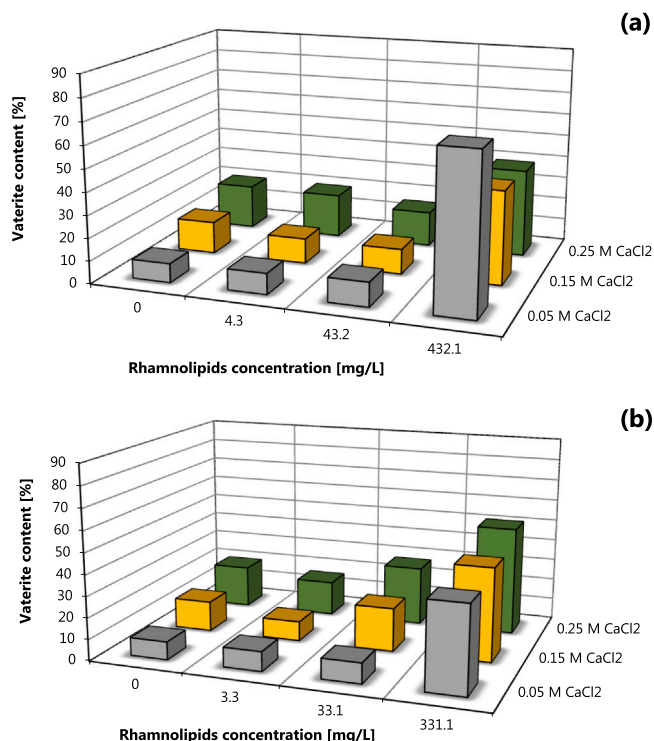 (a)
Vaterite content [%]
90
80
70
60
50
40
30
20
10
0
0
4.3
43.2
432.1
0.25 M CaCl2
0.15 M CaCl2
0.05 M CaCl2
Rhamnolipids concentration [mg/L]
(b)
Vaterite content [%]
90
80
70
60
50
40
30
20
10
0
0
3.3
33.1
331.1
0.25 M CaCl2
0.15 M CaCl2
0.05 M CaCl2
Rhamnolipids concentration [mg/L]